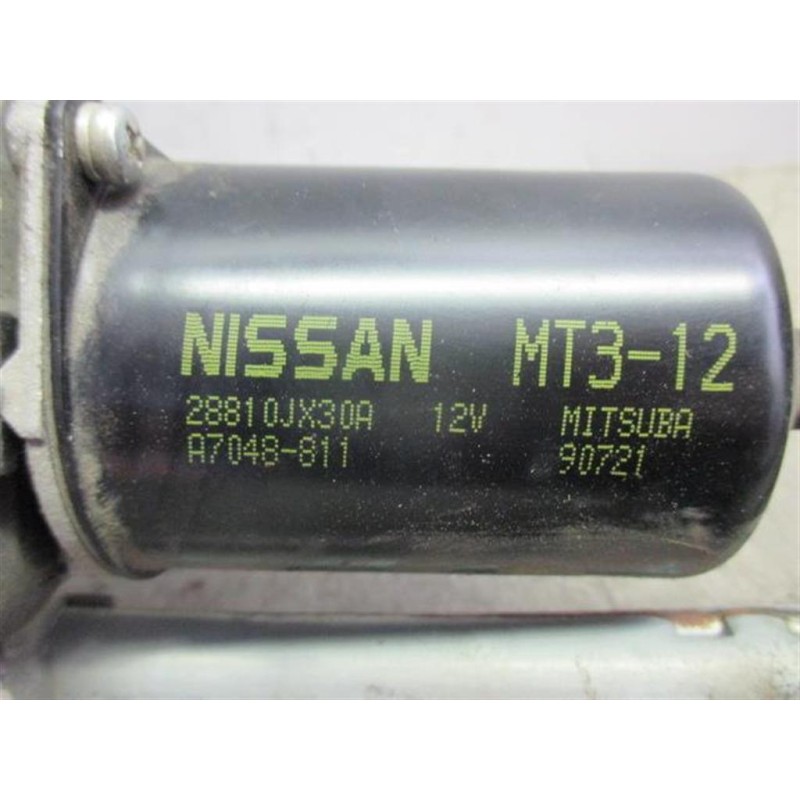 NISSAN MT3-12
28810JX30A 12V MITSUBA
A7048-811 90721